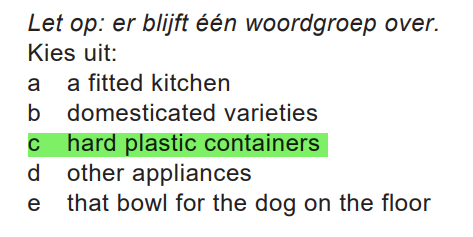 Let op: er blijft één woordgroep over.
Kies uit:
a a fitted kitchen
b domesticated varieties
c hard plastic containers
d other appliances
e that bowl for the dog on the floor